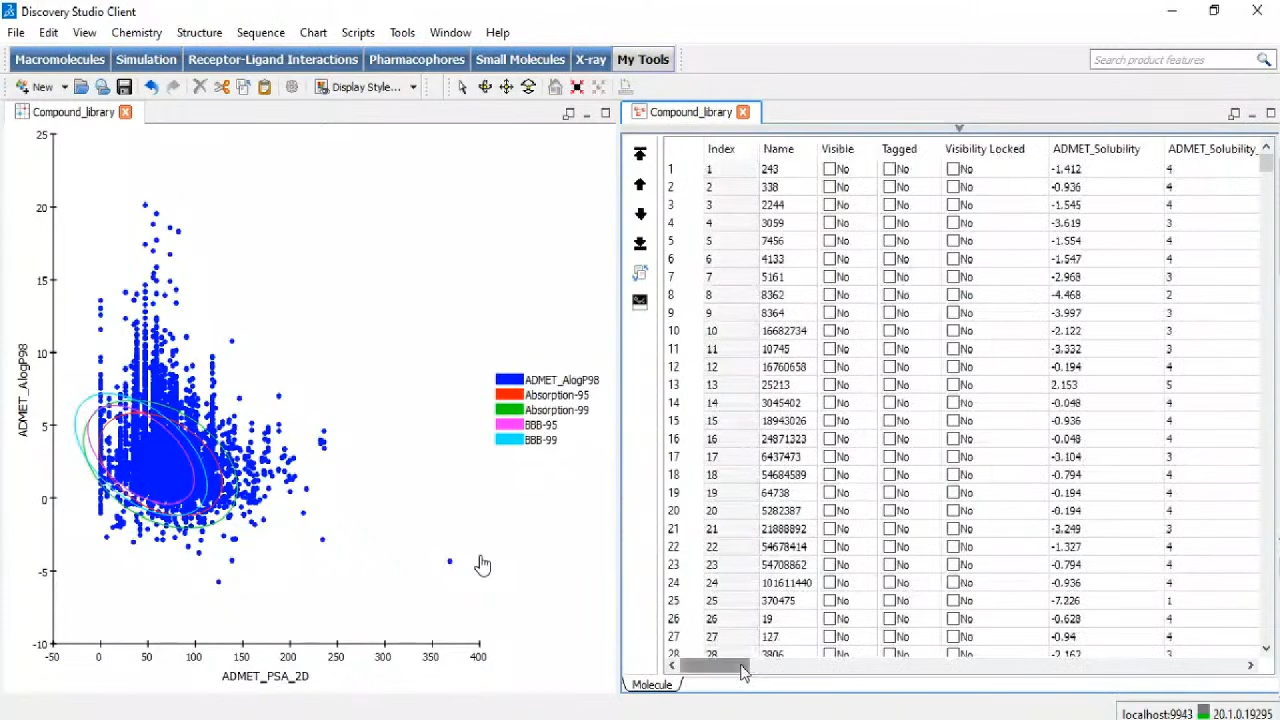 Discovery Studio Client
File Edit View Chemistry Structure Sequence Chart Scripts Tools Window Help
Macromolecules Simulation Receptor-Ligand Interactions Pharmacophores Small Molecules X-ray My Tools
Search product features
New Display Style...
Compound_library
25
20
15
10
5
0
-5
-10
-50 0 50 100 150 200 250 300 350 400
ADMET_AlogP98
ADMET_PSA_2D
ADMET_AlogP98
Absorption-95
Absorption-99
BBB-95
BBB-99
Compound_library
Index Name Visible Tagged Visibility Locked ADMET_Solubility ADMET_Solubility_
1 1 243 No No No -1.412 4
2 2 338 No No No -0.936 4
3 3 2244 No No No -1.545 4
4 4 3059 No No No -3.619 3
5 5 7456 No No No -1.554 4
6 6 4133 No No No -1.547 4
7 7 5161 No No No -2.968 3
8 8 8362 No No No -4.468 2
9 9 8364 No No No -3.997 3
10 10 16682734 No No No -2.122 3
11 11 10745 No No No -3.332 3
12 12 16760658 No No No -0.194 4
13 13 25213 No No No 2.153 5
14 14 3045402 No No No -0.048 4
15 15 18943026 No No No -0.936 4
16 16 24871323 No No No -0.048 4
17 17 6437473 No No No -3.104 3
18 18 54684589 No No No -0.794 4
19 19 64738 No No No -0.194 4
20 20 5282387 No No No -0.194 4
21 21 21888892 No No No -3.249 3
22 22 54678414 No No No -1.327 4
23 23 54708862 No No No -0.794 4
24 24 101611440 No No No -0.936 4
25 25 370475 No No No -7.226 1
26 26 19 No No No -0.628 4
27 27 127 No No No -0.94 4
28 28 3806 No No No -2.162 3
Molecule
localhost:9943 20.1.0.19295